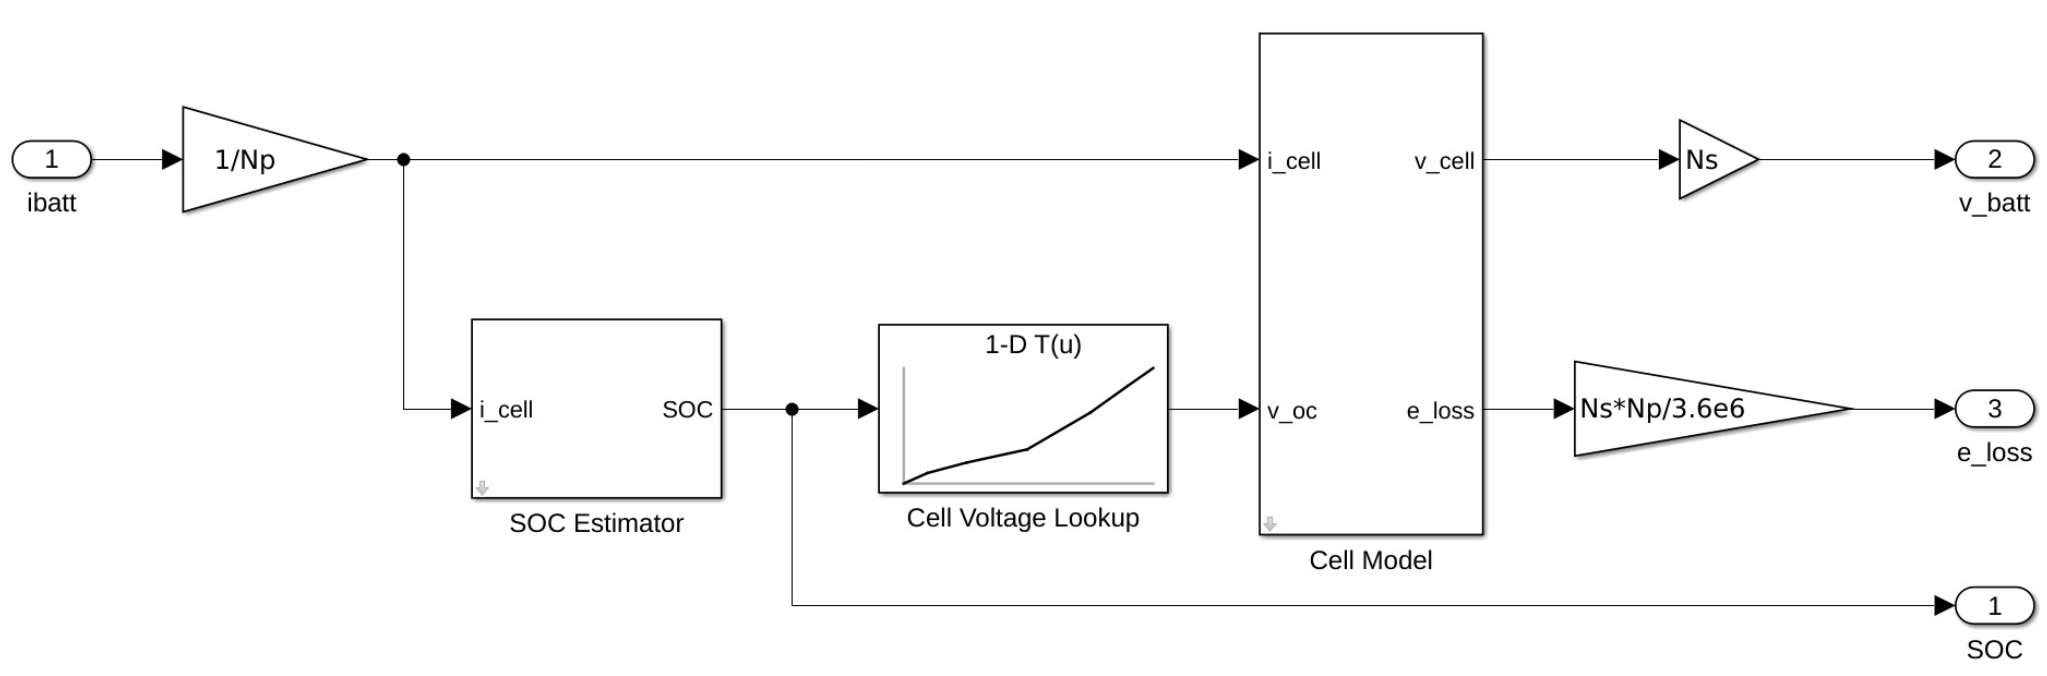 1
ibatt
1/Np
i_cell
v_cell
v_oc
e_loss
Cell Model
Ns
2
v_batt
i_cell
SOC
SOC Estimator
1-D T(u)
Cell Voltage Lookup
Ns*Np/3.6e6
3
e_loss
1
SOC